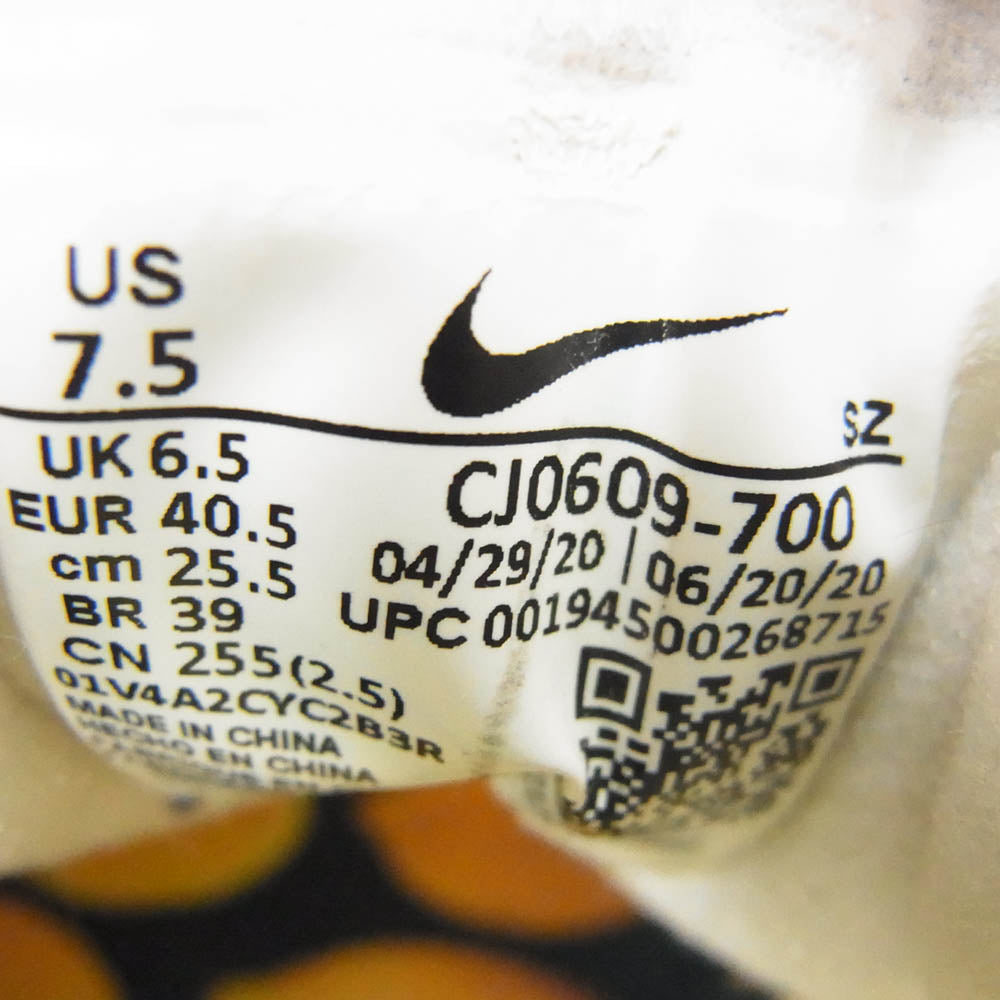 US
7.5
SZ
UK 6.5
EUR 40.5
cm 25.5
BR 39
CN 255(2.5)
01V4A2CYC2B3R
MADE IN CHINA
HECHO EN CHINA
CJ0609-700
04/29/20 | 06/20/20
UPC 00194500268715